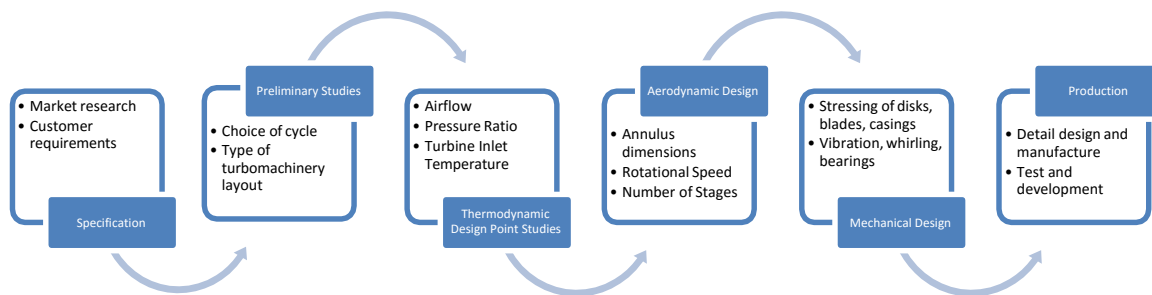 Market research
Customer
requirements
Specification
Preliminary Studies
Choice of cycle
Type of
turbomachinery
layout
Airflow
Pressure Ratio
Turbine Inlet
Temperature
Thermodynamic
Design Point Studies
Aerodynamic Design
Annulus
dimensions
Rotational Speed
Number of Stages
Stressing of disks,
blades, casings
Vibration, whirling,
bearings
Mechanical Design
Production
Detail design and
manufacture
Test and
development